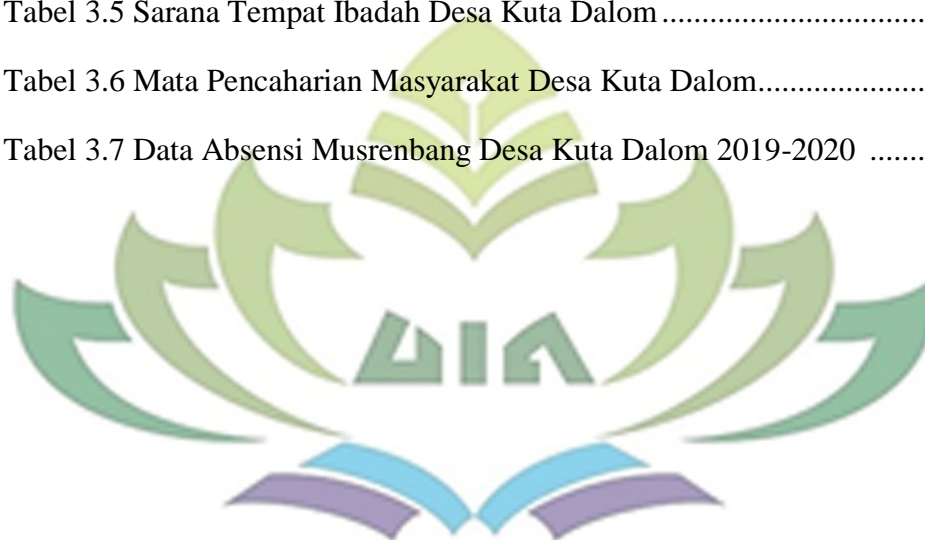 Tabel 3.5 Sarana Tempat Ibadah Desa Kuta Dalom.................................
Tabel 3.6 Mata Pencaharian Masyarakat Desa Kuta Dalom.....................
Tabel 3.7 Data Absensi Musrenbang Desa Kuta Dalom 2019-2020 .......
UIN